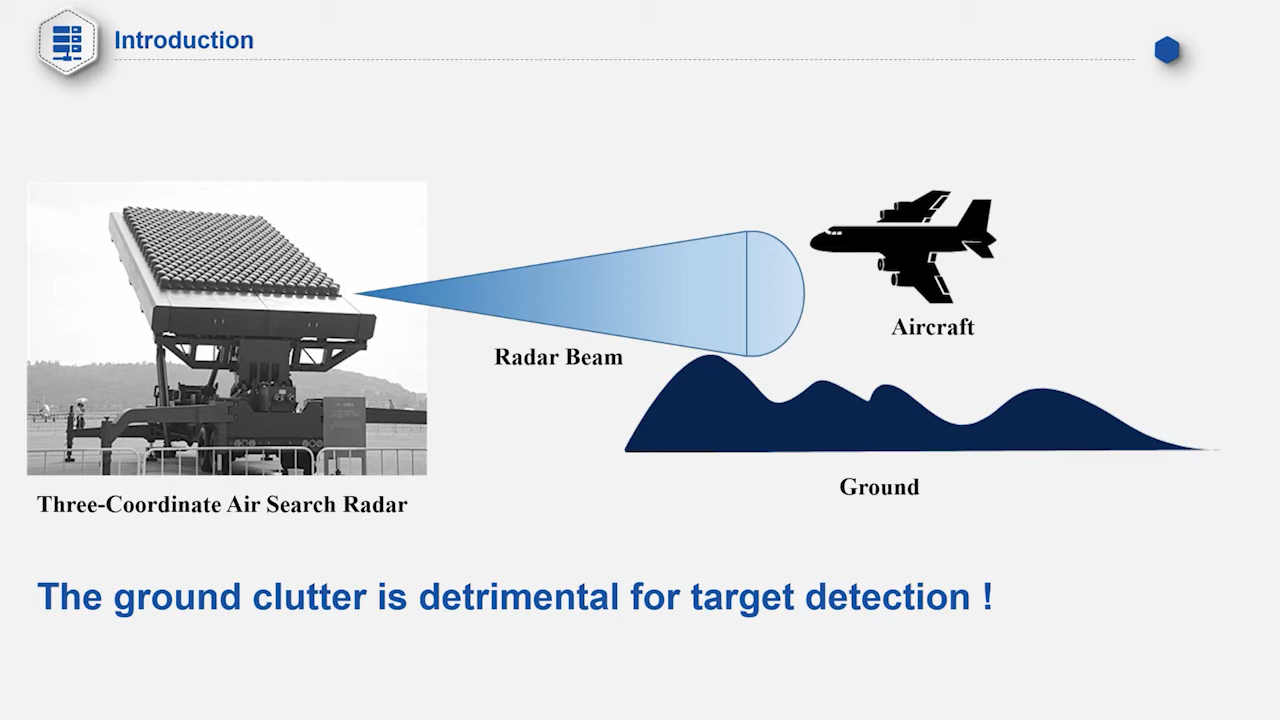 Introduction
Aircraft
Radar Beam
Ground
Three-Coordinate Air Search Radar
The ground clutter is detrimental for target detection !